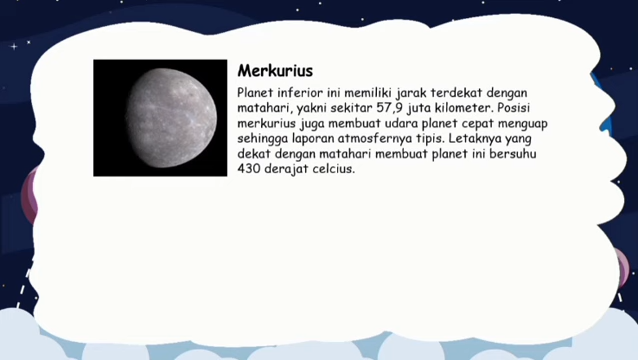 Merkurius
Planet inferior ini memiliki jarak terdekat dengan
matahari, yakni sekitar 57,9 juta kilometer. Posisi
merkurius juga membuat udara planet cepat menguap
sehingga laporan atmosfernya tipis. Letaknya yang
dekat dengan matahari membuat planet ini bersuhu
430 derajat celcius.